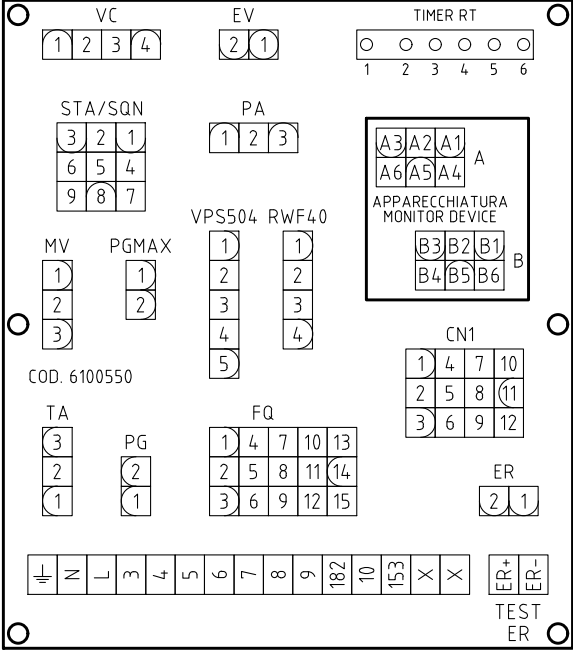 VC EV TIMER RT
1 2 3 4 2 1
1 2 3 4 5 6
STA/SQN PA
3 2 1 1 2 3
6 5 4
9 8 7
A3 A2 A1
A6 A5 A4 A
APPARECCHIATURA
MONITOR DEVICE
B3 B2 B1
B4 B5 B6 B
MV PGMAX VPS504 RWF40
1 1 1 1
2 2 2 2
3 3 3
4 4
5
CN1
1 4 7 10
2 5 8 11
3 6 9 12
COD. 6100550
TA PG FQ ER
3 1 4 7 10 13
2 2 2 5 8 11 14
1 1 3 6 9 12 15
2 1
N L 3 4 5 6 7 8 9 182 10 153 X X ER+ ER-
TEST
ER